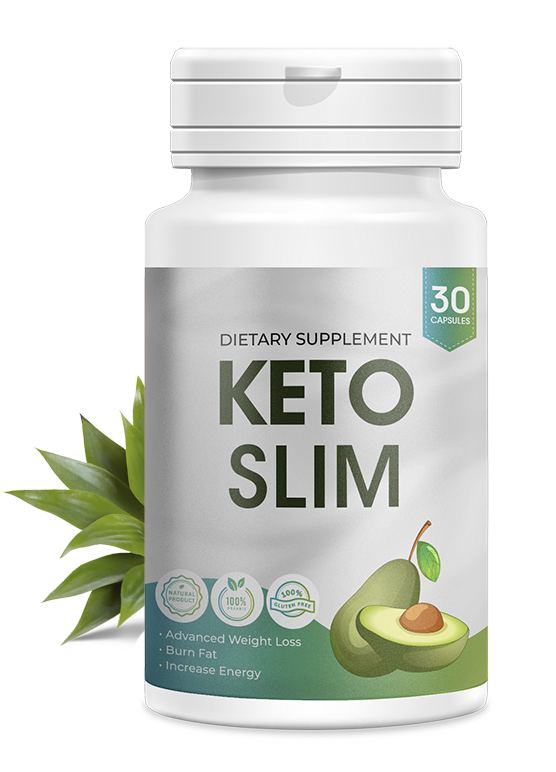 30
CAPSULES
DIETARY SUPPLEMENT
KETO
SLIM
NATURAL
PRODUCT
100%
ORGANIC
100%
GLUTEN FREE
• Advanced Weight Loss
• Burn Fat
• Increase Energy